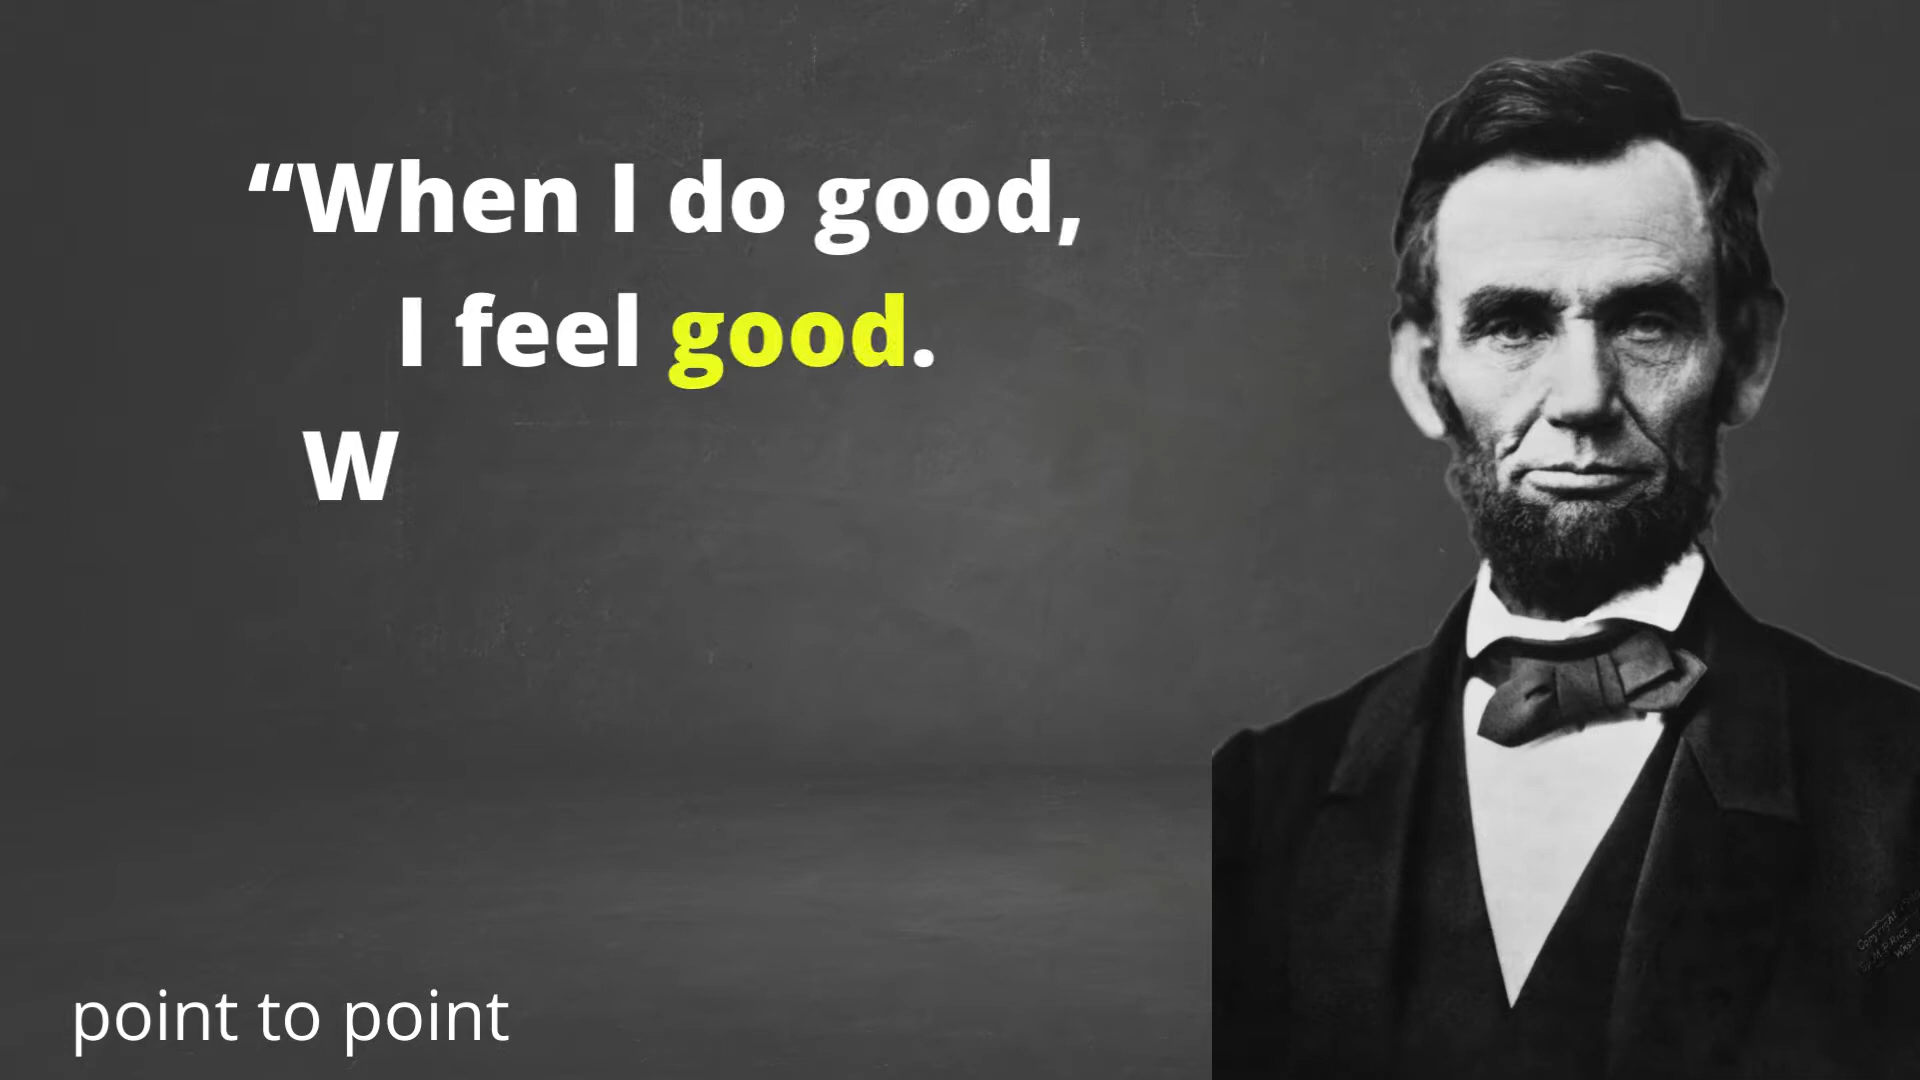 “When I do good,
I feel good.
W
point to point